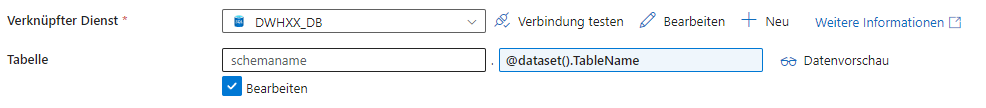 Verknüpfter Dienst * DWHXX_DB Verbindung testen Bearbeiten Neu Weitere Informationen
Tabelle schemaname . @dataset().TableName Datenvorschau
Bearbeiten